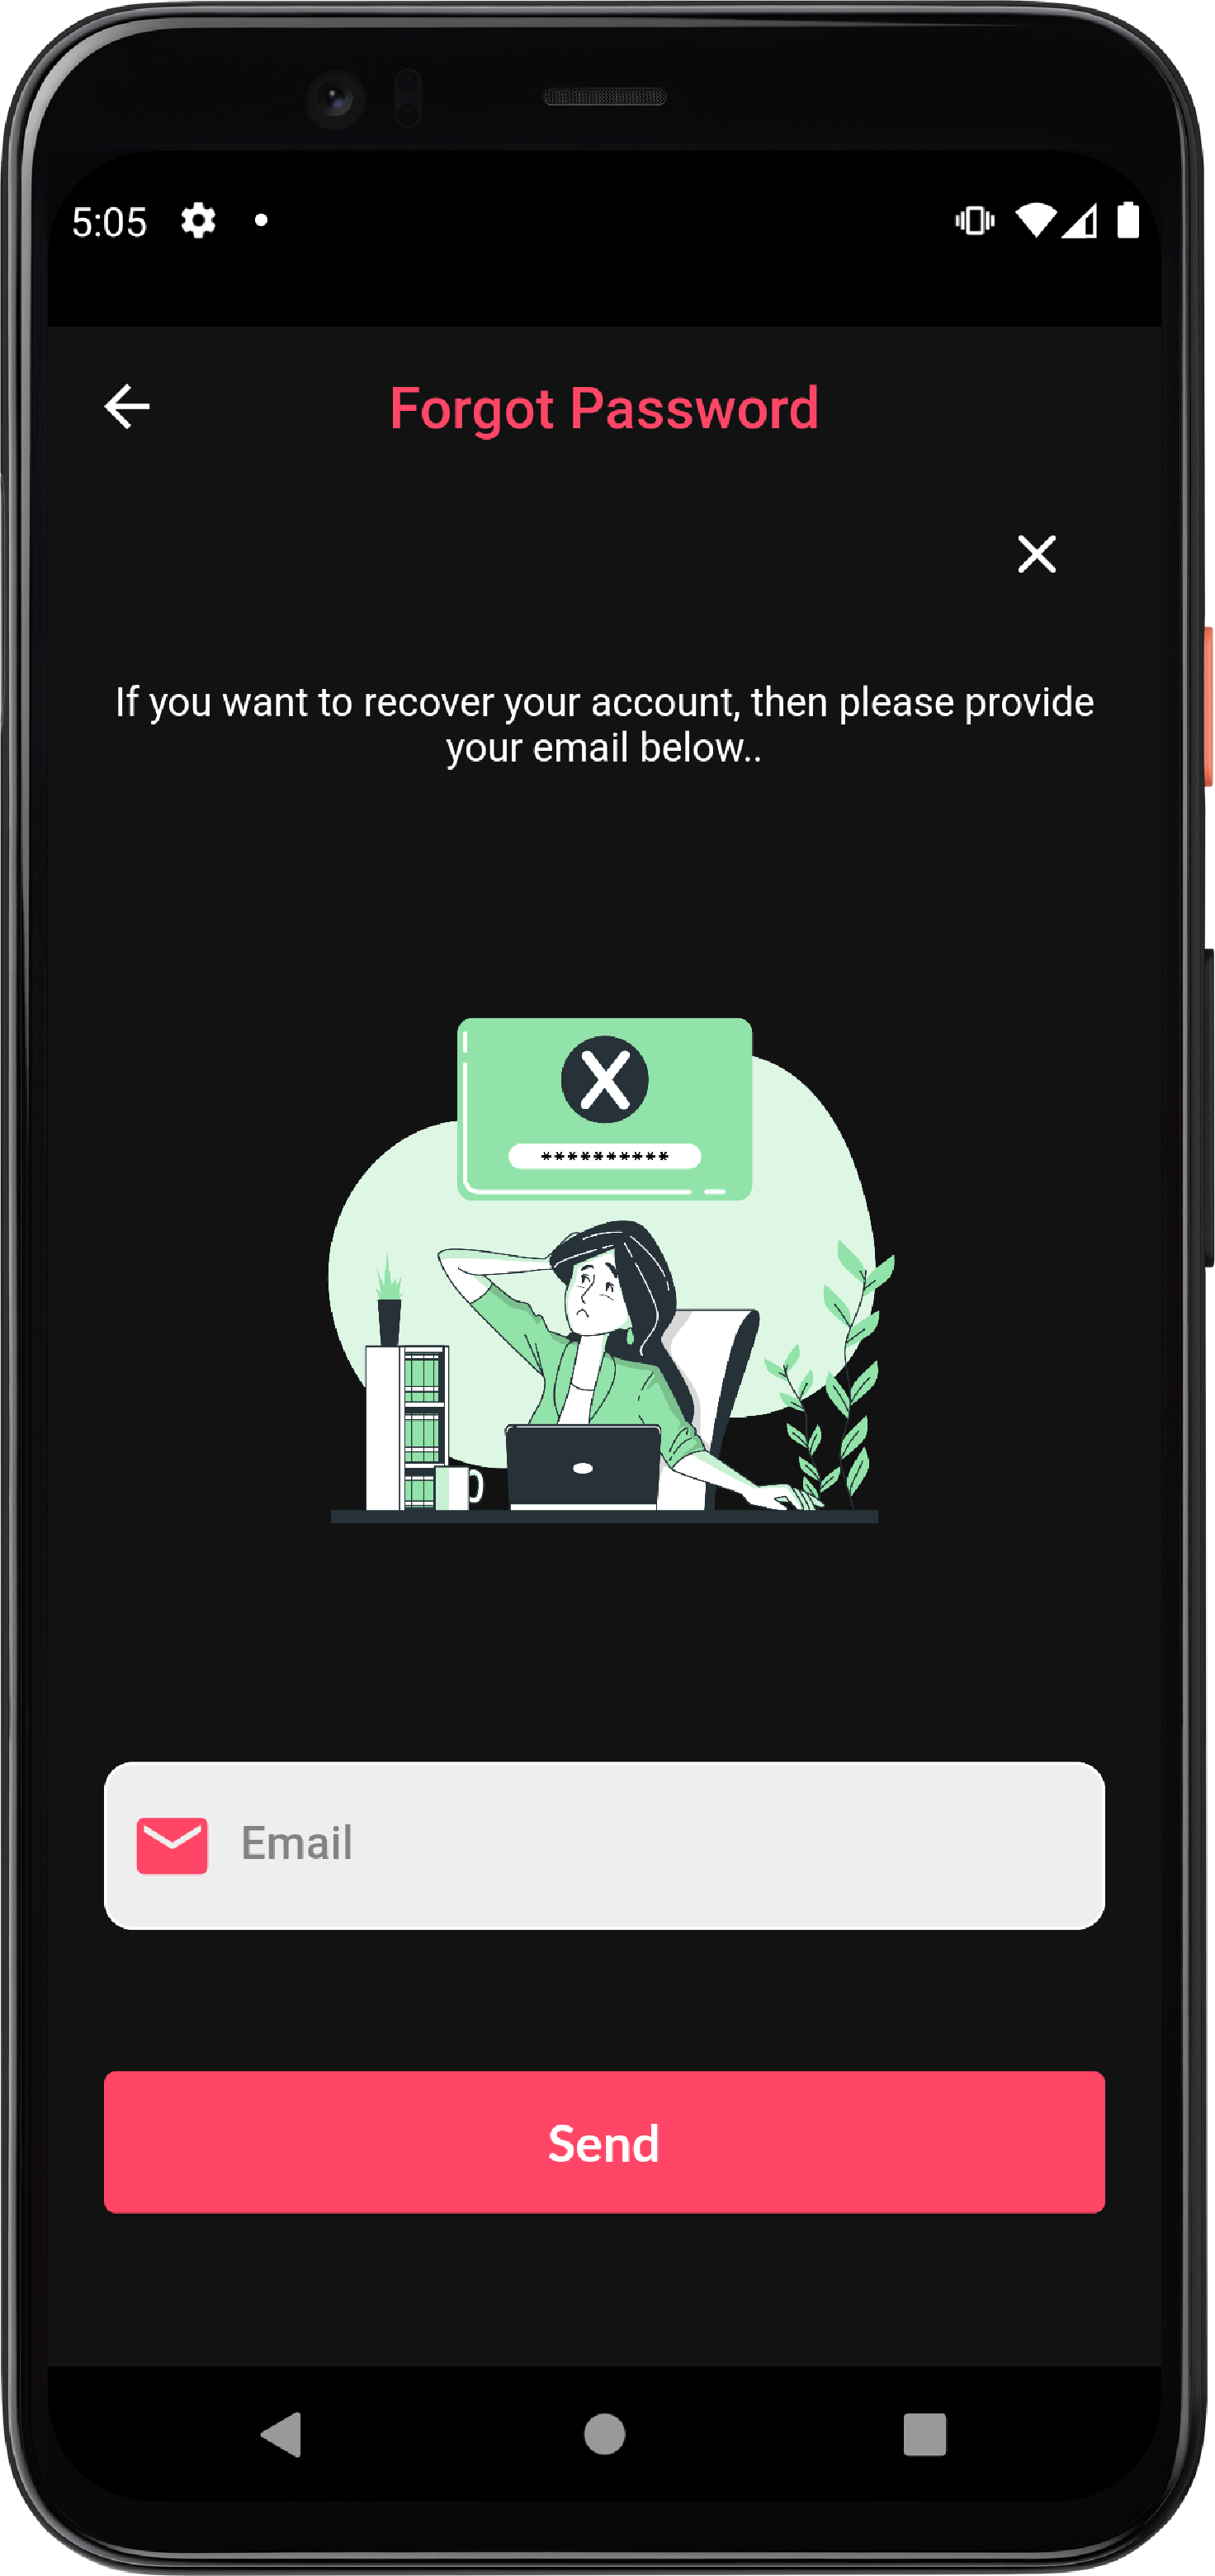 5:05
Forgot Password
If you want to recover your account, then please provide
your email below..
X
**********
Email
Send